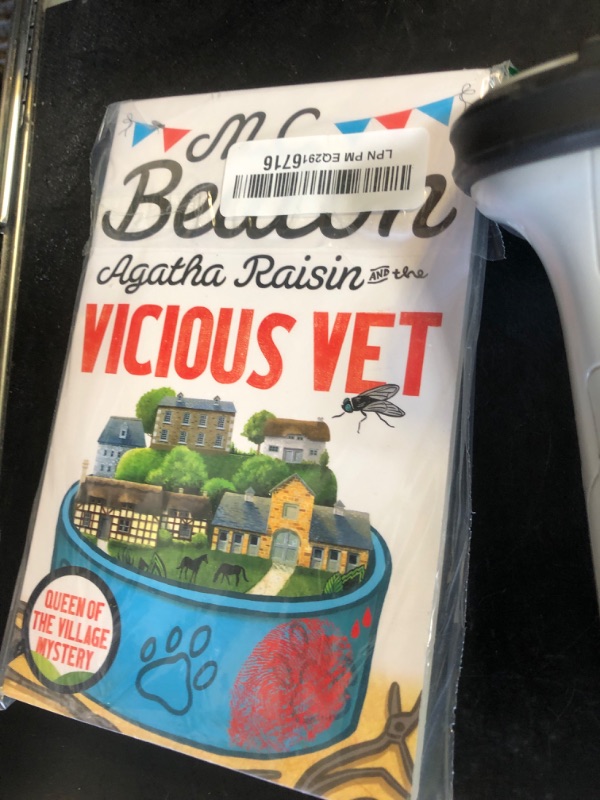 M.C.
Beaton
LPN PM EQ2916716
Agatha Raisin AND the
VICIOUS VET
QUEEN OF
THE VILLAGE
MYSTERY